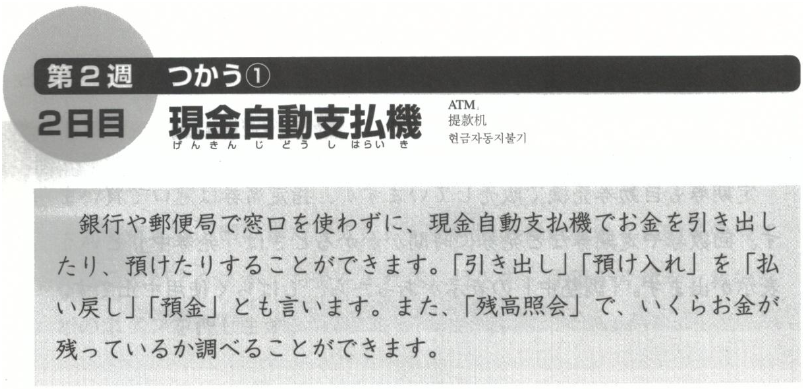 第2週 つかう①
2日目 現金自動支払機
げんきんじどうしはらいき
ATM
提款机
현금자동지불기
銀行や郵便局で窓口を使わずに、現金自動支払機でお金を引き出し
たり、預けたりすることができます。「引き出し」「預け入れ」を「払
い戻し」「預金」とも言います。また、「残高照会」で、いくらお金が
残っているか調べることができます。